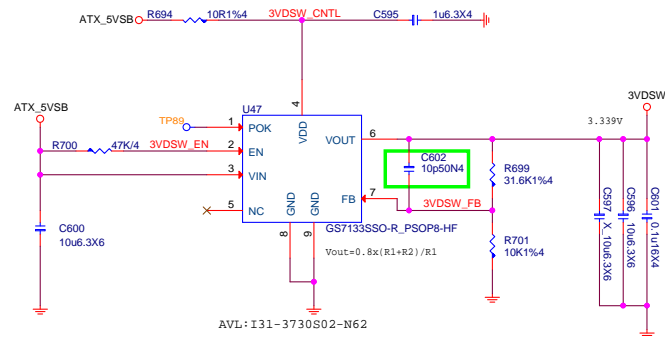 ATX_5VSB
R694
10R1%4
3VDSW_CNTL
C595
1u6.3X4
ATX_5VSB
TP89
U47
3VDSW
4
VDD
1
POK
VOUT
6
3.339V
R700
47K/4
3VDSW_EN
2
EN
3
VIN
C602
10p50N4
R699
31.6K1%4
FB
7
3VDSW_FB
5
NC
GND
GND
8
9
GS7133SSO-R_PSOP8-HF
C600
10u6.3X6
Vout=0.8x(R1+R2)/R1
R701
10K1%4
C597
X_10u6.3X6
C596
10u6.3X6
C601
0.1u16X4
AVL:I31-3730S02-N62